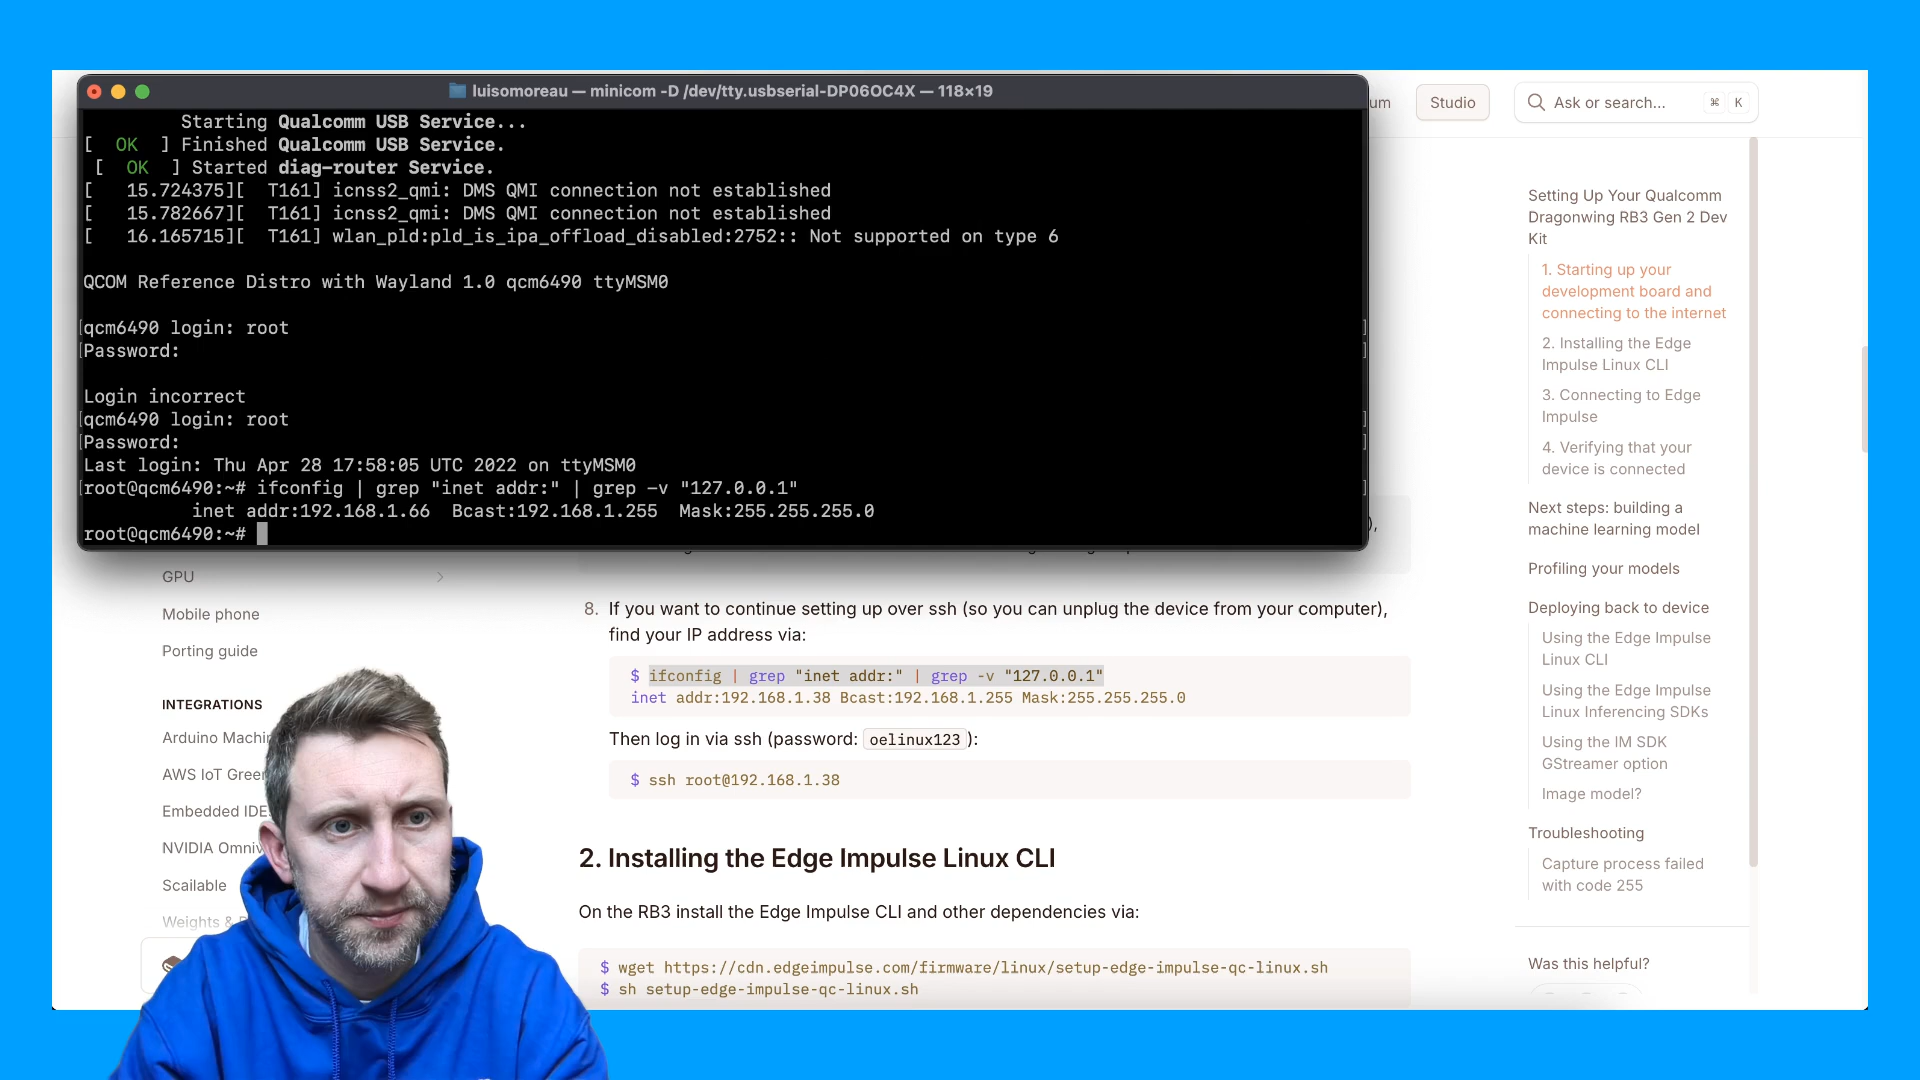 luisomoreau — minicom -D /dev/tty.usbserial-DP06OC4X — 118×19
Starting Qualcomm USB Service...
[  OK  ] Finished Qualcomm USB Service.
[  OK  ] Started diag-router Service.
[   15.724375][  T161] icnss2_qmi: DMS QMI connection not established
[   15.782667][  T161] icnss2_qmi: DMS QMI connection not established
[   16.165715][  T161] wlan_pld:pld_is_ipa_offload_disabled:2752:: Not supported on type 6
QCOM Reference Distro with Wayland 1.0 qcm6490 ttyMSM0
[qcm6490 login: root ]
[Password: ]
Login incorrect
[qcm6490 login: root ]
[Password: ]
Last login: Thu Apr 28 17:58:05 UTC 2022 on ttyMSM0
[root@qcm6490:~# ifconfig | grep "inet addr:" | grep -v "127.0.0.1" ]
inet addr:192.168.1.66  Bcast:192.168.1.255  Mask:255.255.255.0
root@qcm6490:~#
um
Studio
Ask or search...
⌘ K
GPU
Mobile phone
Porting guide
INTEGRATIONS
Arduino Machin
AWS IoT Green
Embedded IDEs
NVIDIA Omniv
Scailable
Weights &
),
8. If you want to continue setting up over ssh (so you can unplug the device from your computer),
find your IP address via:
$ ifconfig | grep "inet addr:" | grep -v "127.0.0.1"
inet addr:192.168.1.38 Bcast:192.168.1.255 Mask:255.255.255.0
Then log in via ssh (password: oelinux123):
$ ssh root@192.168.1.38
2. Installing the Edge Impulse Linux CLI
On the RB3 install the Edge Impulse CLI and other dependencies via:
$ wget https://cdn.edgeimpulse.com/firmware/linux/setup-edge-impulse-qc-linux.sh
$ sh setup-edge-impulse-qc-linux.sh
Setting Up Your Qualcomm
Dragonwing RB3 Gen 2 Dev
Kit
1. Starting up your
development board and
connecting to the internet
2. Installing the Edge
Impulse Linux CLI
3. Connecting to Edge
Impulse
4. Verifying that your
device is connected
Next steps: building a
machine learning model
Profiling your models
Deploying back to device
Using the Edge Impulse
Linux CLI
Using the Edge Impulse
Linux Inferencing SDKs
Using the IM SDK
GStreamer option
Image model?
Troubleshooting
Capture process failed
with code 255
Was this helpful?